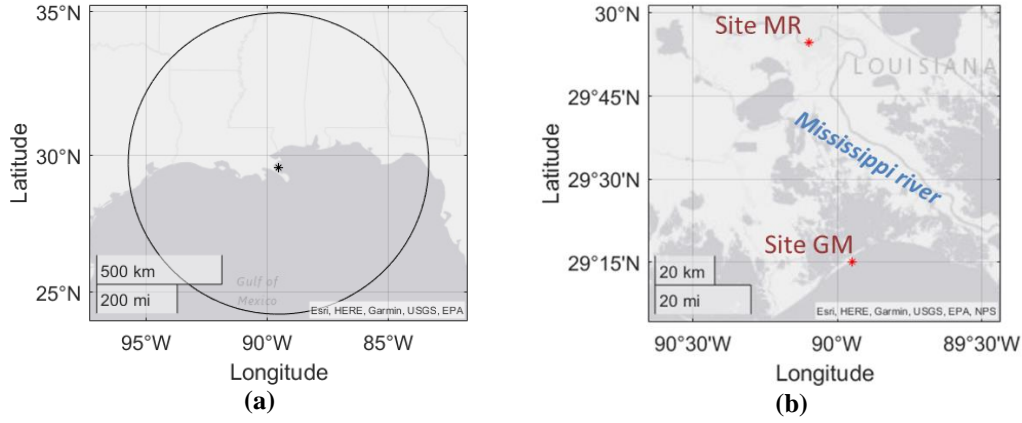 35°N
30°N
25°N
Latitude
500 km
200 mi
Gulf of
Mexico
Esri, HERE, Garmin, USGS, EPA
95°W 90°W 85°W
Longitude
(a)
30°N
29°45'N
29°30'N
29°15'N
Latitude
Site MR
LOUISIANA
Mississippi river
Site GM
20 km
20 mi
Esri, HERE, Garmin, USGS, EPA, NPS
90°30'W 90°W 89°30'W
Longitude
(b)